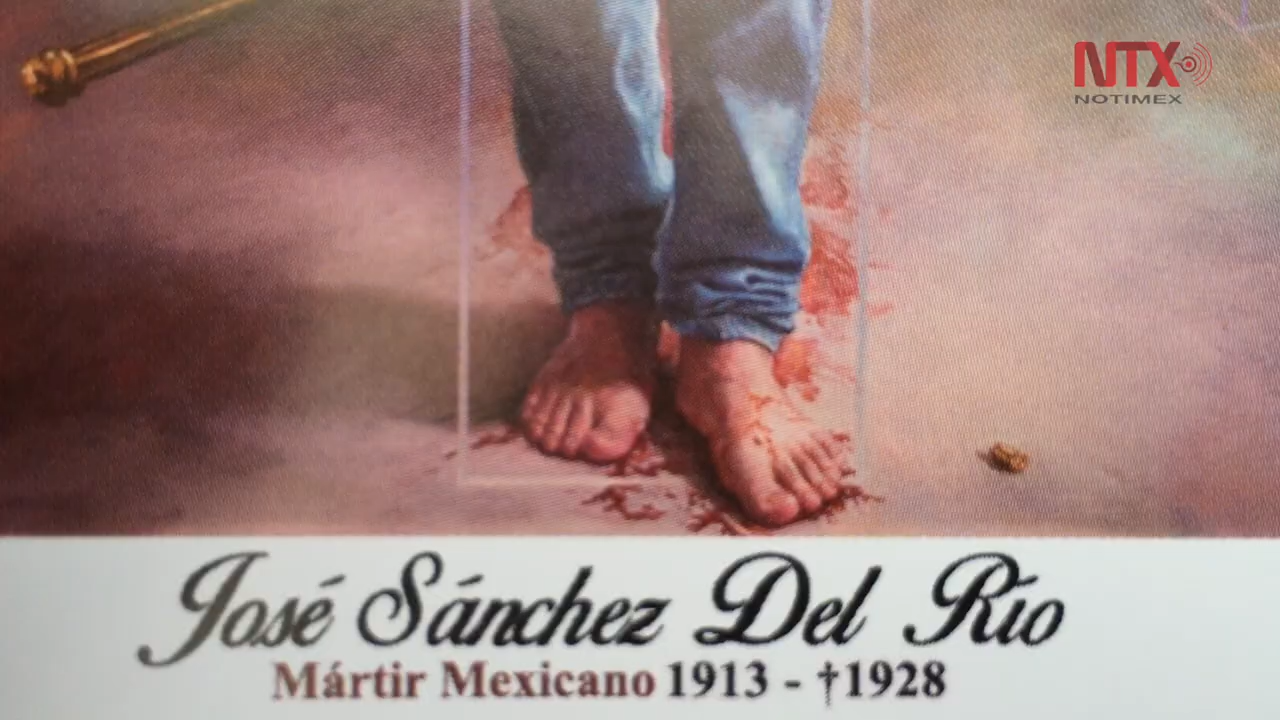 NTX
NOTIMEX
José Sánchez Del Río
Mártir Mexicano 1913 - †1928